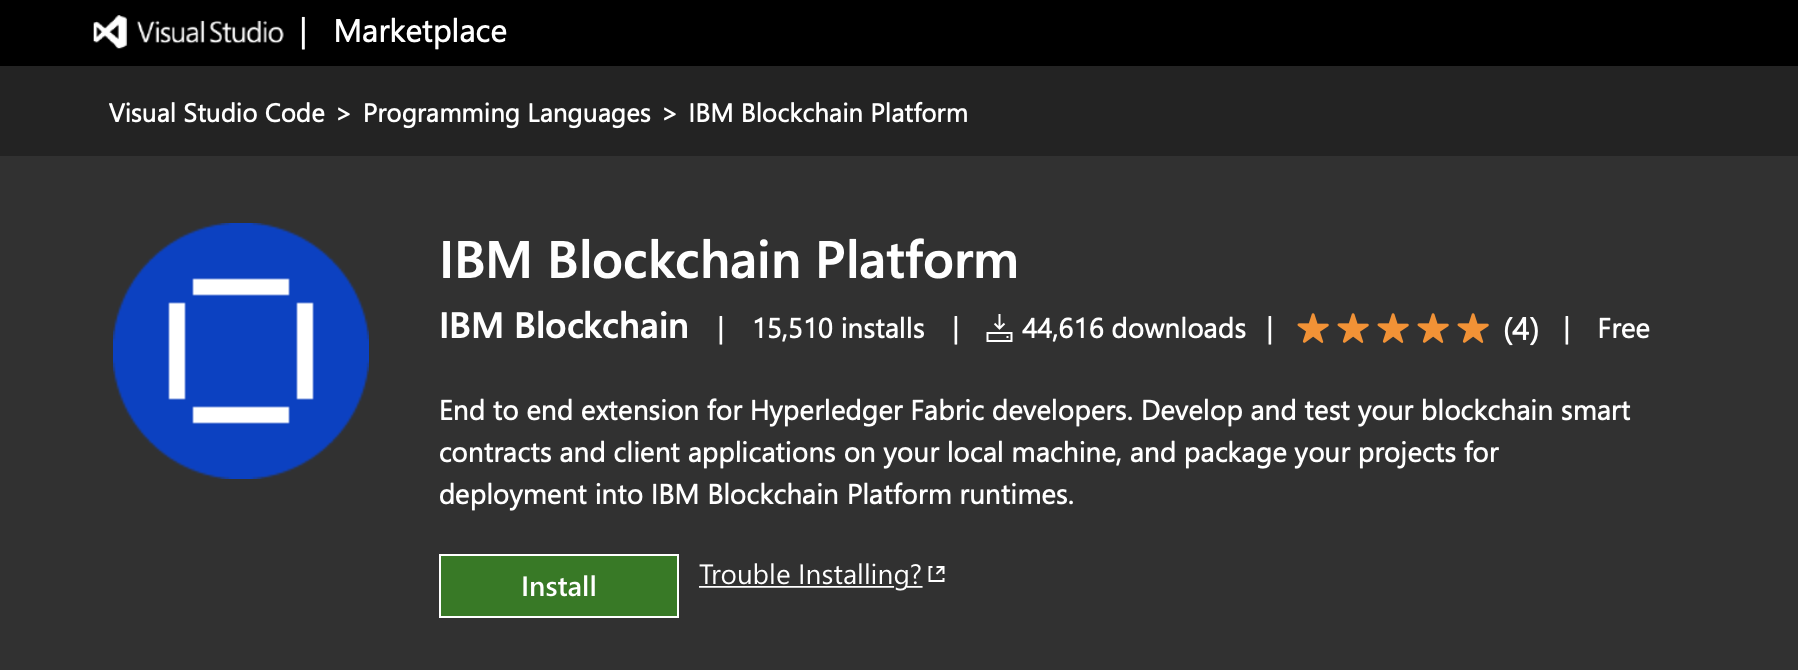 Visual Studio | Marketplace
Visual Studio Code > Programming Languages > IBM Blockchain Platform
IBM Blockchain Platform
IBM Blockchain | 15,510 installs | 44,616 downloads | ★★★★★ (4) | Free
End to end extension for Hyperledger Fabric developers. Develop and test your blockchain smart
contracts and client applications on your local machine, and package your projects for
deployment into IBM Blockchain Platform runtimes.
Install Trouble Installing?